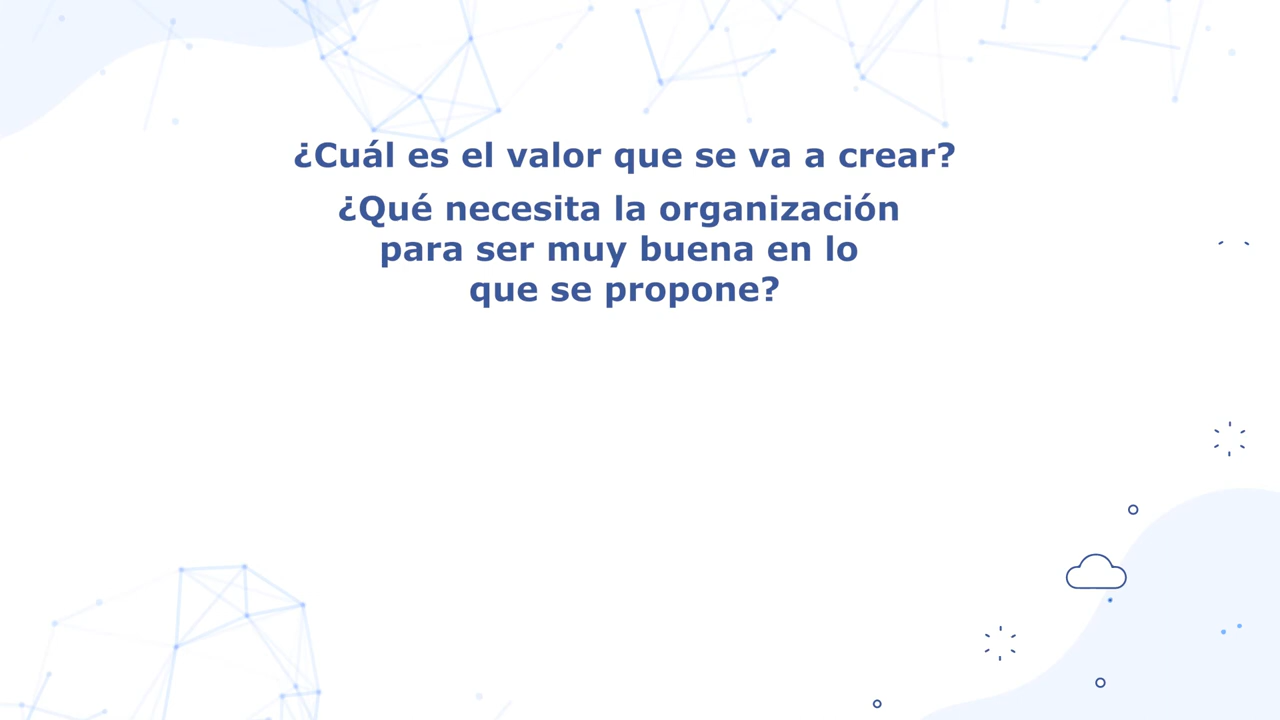 ¿Cuál es el valor que se va a crear?
¿Qué necesita la organización
para ser muy buena en lo
que se propone?